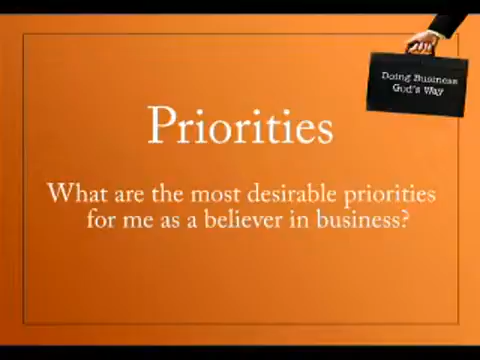 Doing Business
God's Way
Priorities
What are the most desirable priorities
for me as a believer in business?